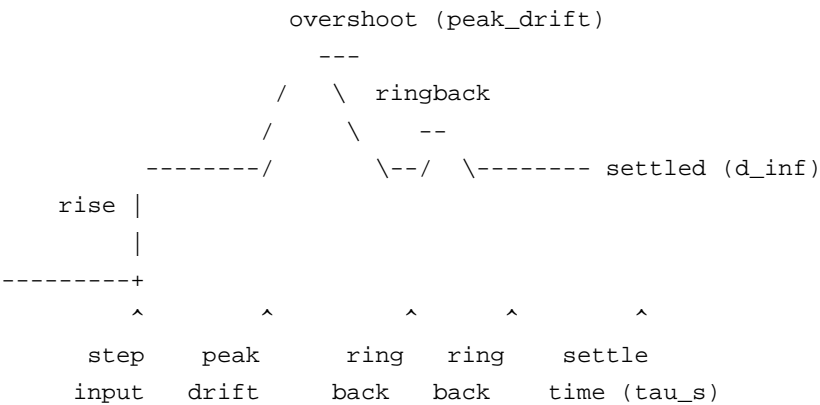 overshoot (peak_drift)
---
/ \ ringback
/ \ --
--------/ \--/ \-------- settled (d_inf)
rise |
|
---------+
^ ^ ^ ^ ^
step peak ring ring settle
input drift back back time (tau_s)